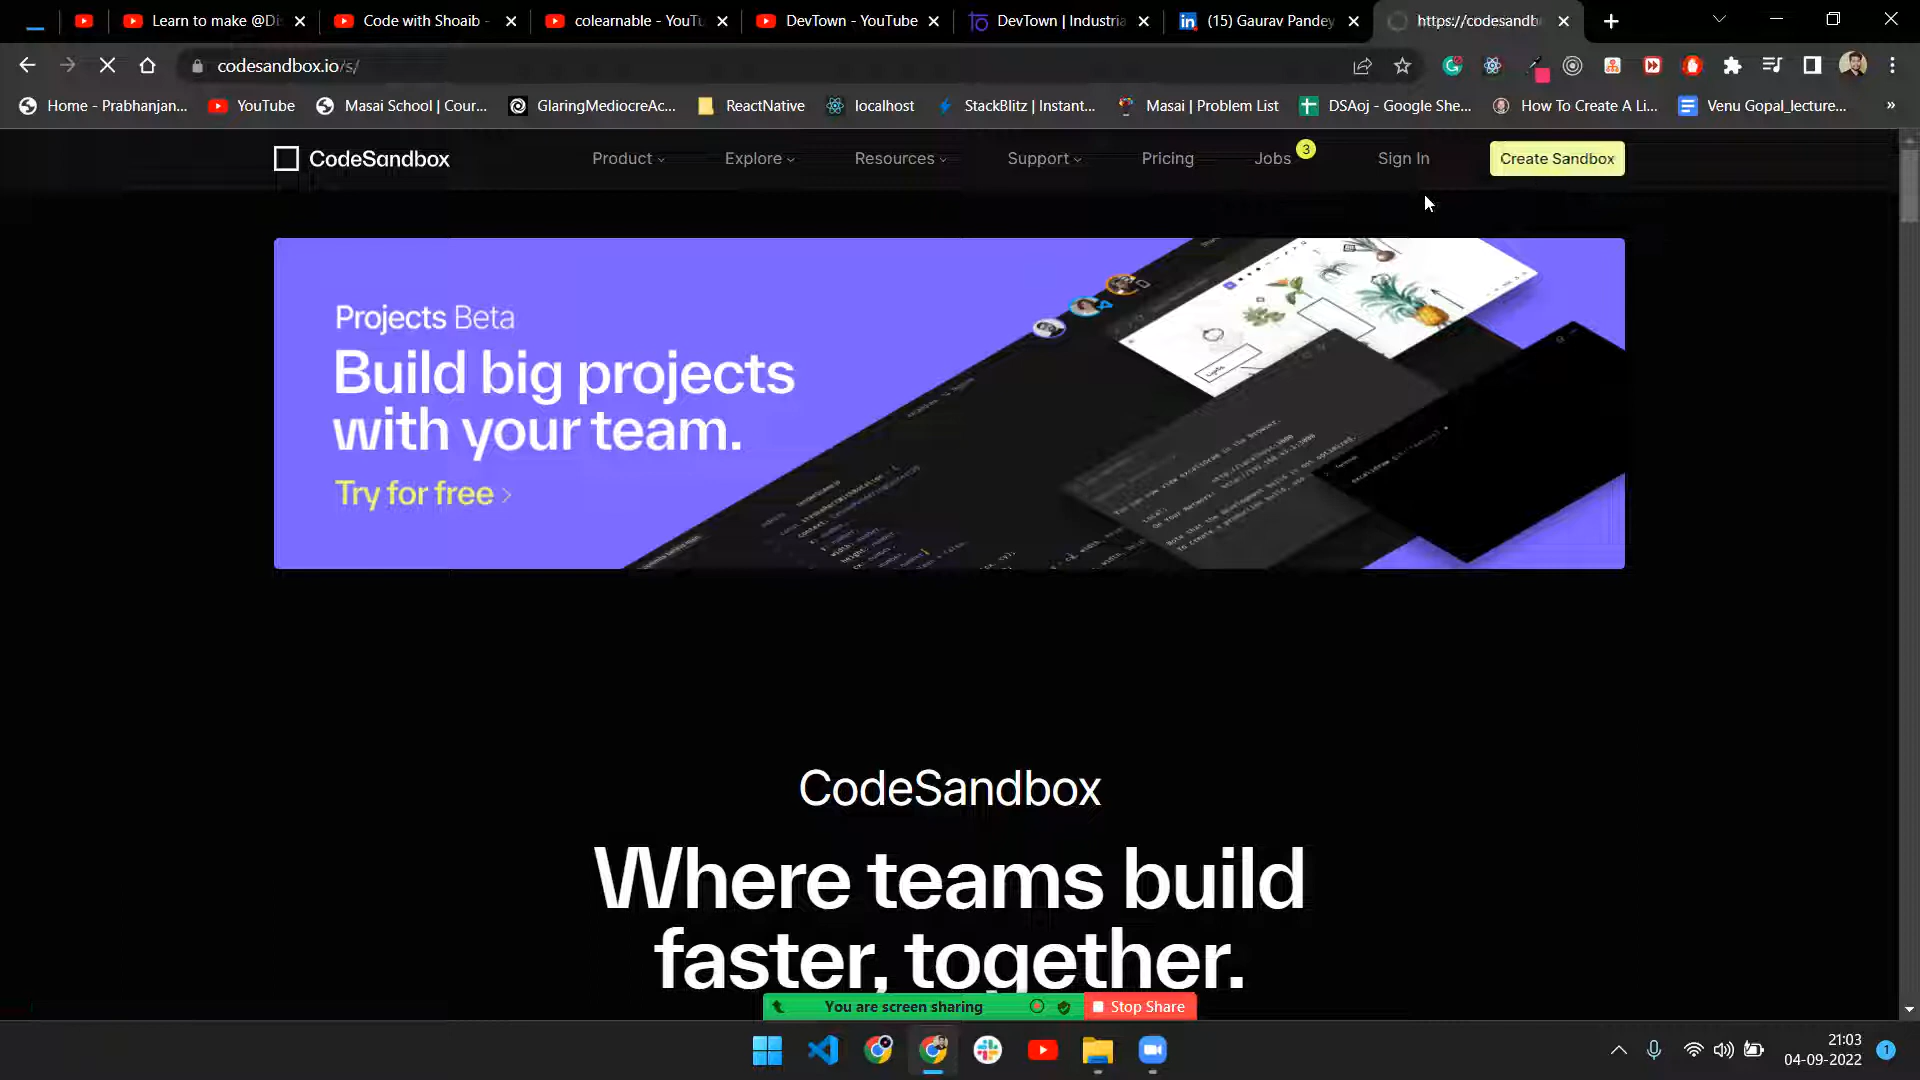 Learn to make @Di
Code with Shoaib -
colearnable - YouTu
DevTown - YouTube
DevTown | Industria
(15) Gaurav Pandey
https://codesandb
codesandbox.io/s/
Home - Prabhanjan...
YouTube
Masai School | Cour...
GlaringMediocreAc...
ReactNative
localhost
StackBlitz | Instant...
Masai | Problem List
DSAoj - Google She...
How To Create A Li...
Venu Gopal_lecture...
»
CodeSandbox
Product
Explore
Resources
Support
Pricing
Jobs 3
Sign In
Create Sandbox
Projects Beta
Build big projects
with your team.
Try for free >
CodeSandbox
Where teams build
faster, together.
You are screen sharing
Stop Share
21:03
04-09-2022
1